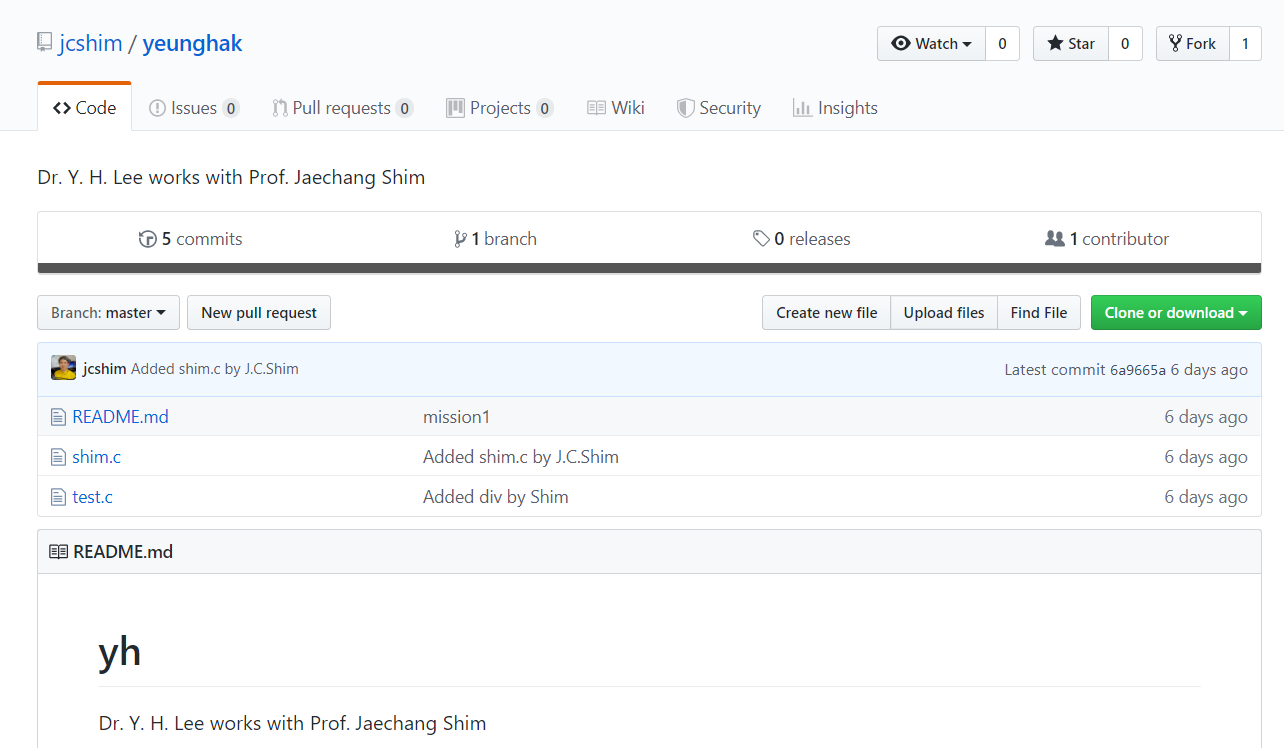 jcshim / yeunghak
Watch 0 Star 0 Fork 1
Code Issues 0 Pull requests 0 Projects 0 Wiki Security Insights
Dr. Y. H. Lee works with Prof. Jaechang Shim
5 commits 1 branch 0 releases 1 contributor
Branch: master New pull request Create new file Upload files Find File Clone or download
jcshim Added shim.c by J.C.Shim Latest commit 6a9665a 6 days ago
README.md mission1 6 days ago
shim.c Added shim.c by J.C.Shim 6 days ago
test.c Added div by Shim 6 days ago
README.md
yh
Dr. Y. H. Lee works with Prof. Jaechang Shim